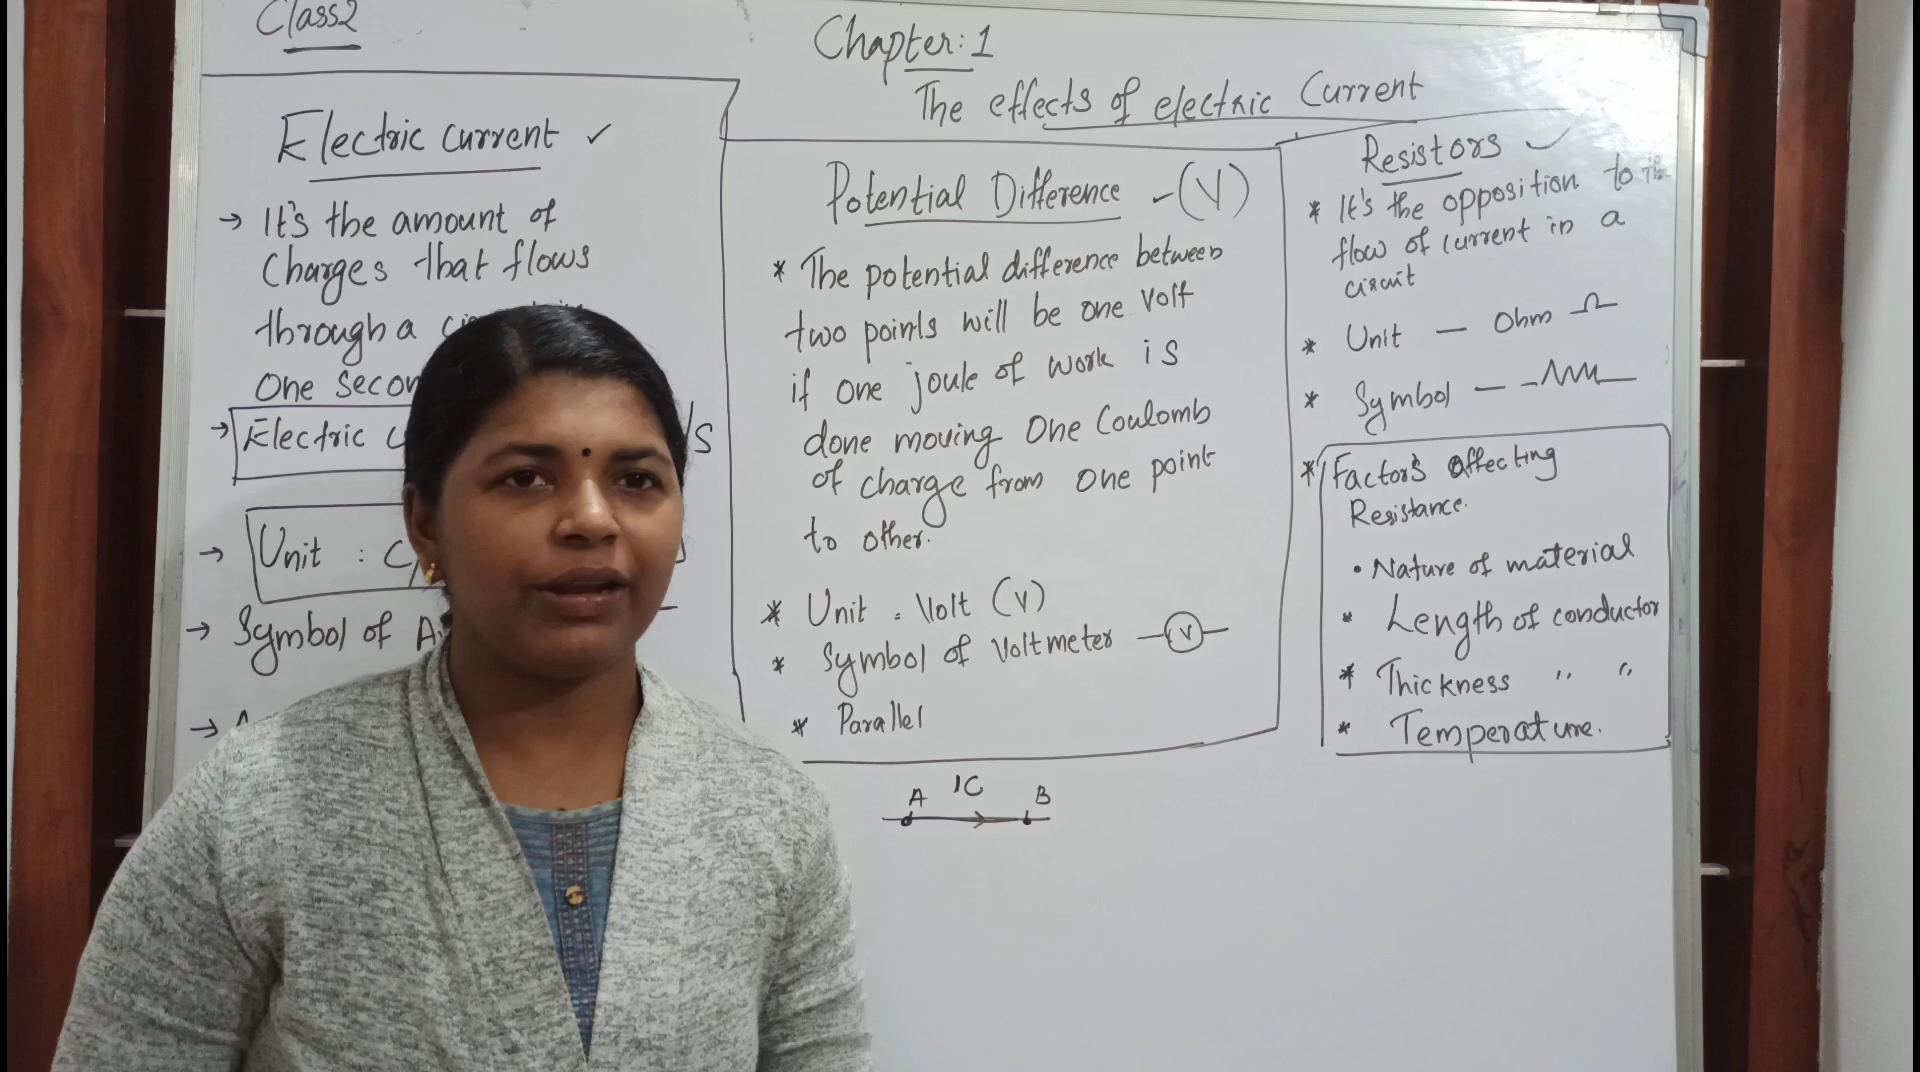 Class 2
Chapter: 1
The effects of electric Current
Electric current ✓
→ It's the amount of
Charges that flows
through a
One Secon
→ Electric C /S
→ Unit : C/
→ Symbol of A
→
Potential Difference - (V)
* The potential difference between
two points will be one volt
if one joule of work is
done moving One Coulomb
of charge from one point
to other.
* Unit = Volt (V)
* Symbol of Voltmeter V
* Parallel
A 1C B
Resistors ✓
* It's the opposition to the
flow of current in a
circuit
* Unit — Ohm Ω
* Symbol —
* Factors affecting
Resistance.
• Nature of material
* Length of conductor
* Thickness " "
* Temperature.